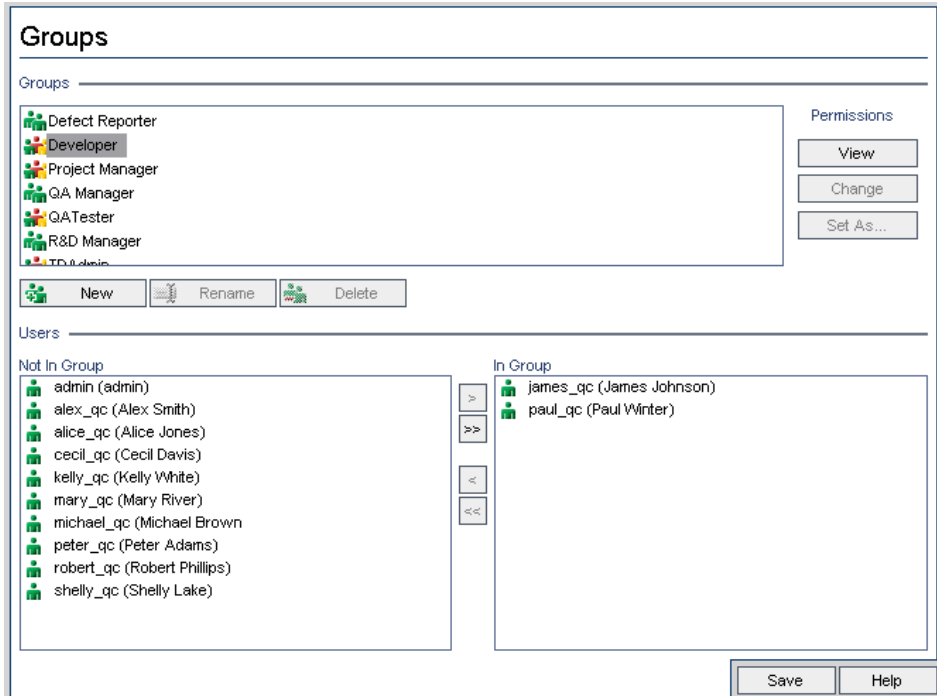 Groups
Groups
Defect Reporter
Developer
Project Manager
QA Manager
QATester
R&D Manager
TDAdmin
Permissions
View
Change
Set As...
New
Rename
Delete
Users
Not In Group
admin (admin)
alex_qc (Alex Smith)
alice_qc (Alice Jones)
cecil_qc (Cecil Davis)
kelly_qc (Kelly White)
mary_qc (Mary River)
michael_qc (Michael Brown
peter_qc (Peter Adams)
robert_qc (Robert Phillips)
shelly_qc (Shelly Lake)
>
>>
<
<<
In Group
james_qc (James Johnson)
paul_qc (Paul Winter)
Save
Help